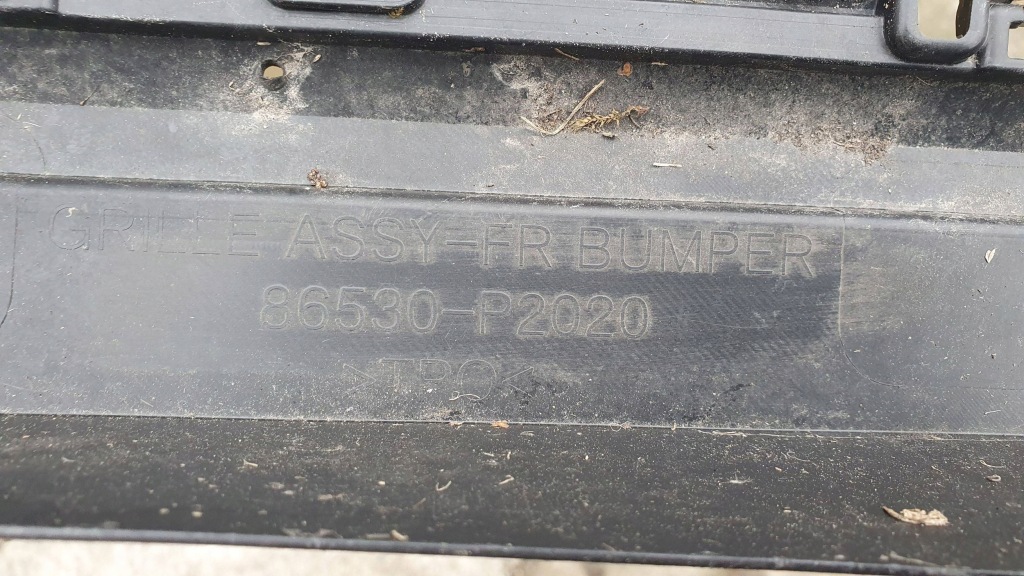 GRILLE ASSY-FR BUMPER
86530-P2020
>TPO<